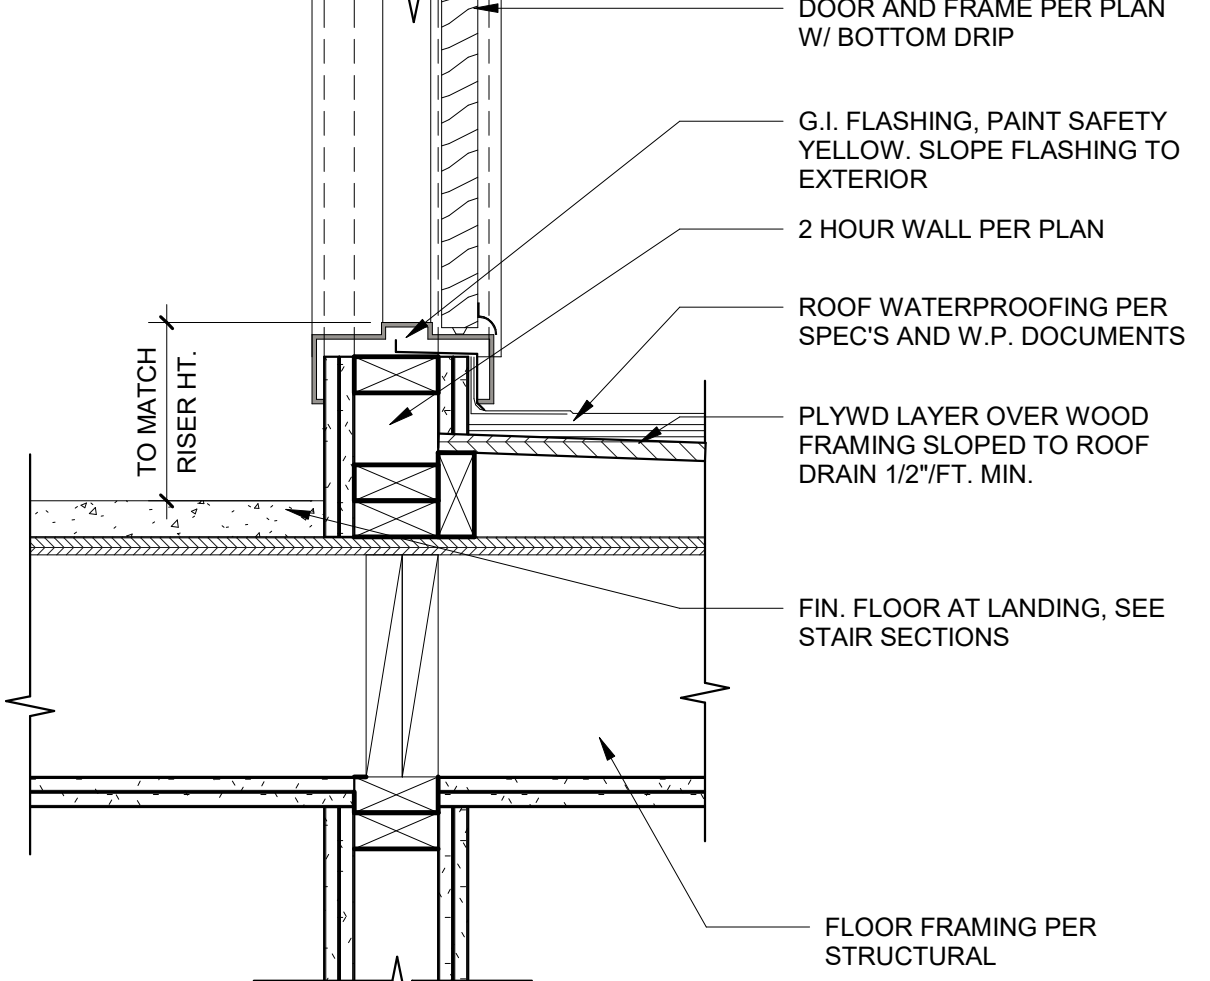 DOOR AND FRAME PER PLAN
W/ BOTTOM DRIP
G.I. FLASHING, PAINT SAFETY
YELLOW. SLOPE FLASHING TO
EXTERIOR
2 HOUR WALL PER PLAN
ROOF WATERPROOFING PER
SPEC'S AND W.P. DOCUMENTS
TO MATCH
RISER HT.
PLYWD LAYER OVER WOOD
FRAMING SLOPED TO ROOF
DRAIN 1/2"/FT. MIN.
FIN. FLOOR AT LANDING, SEE
STAIR SECTIONS
FLOOR FRAMING PER
STRUCTURAL